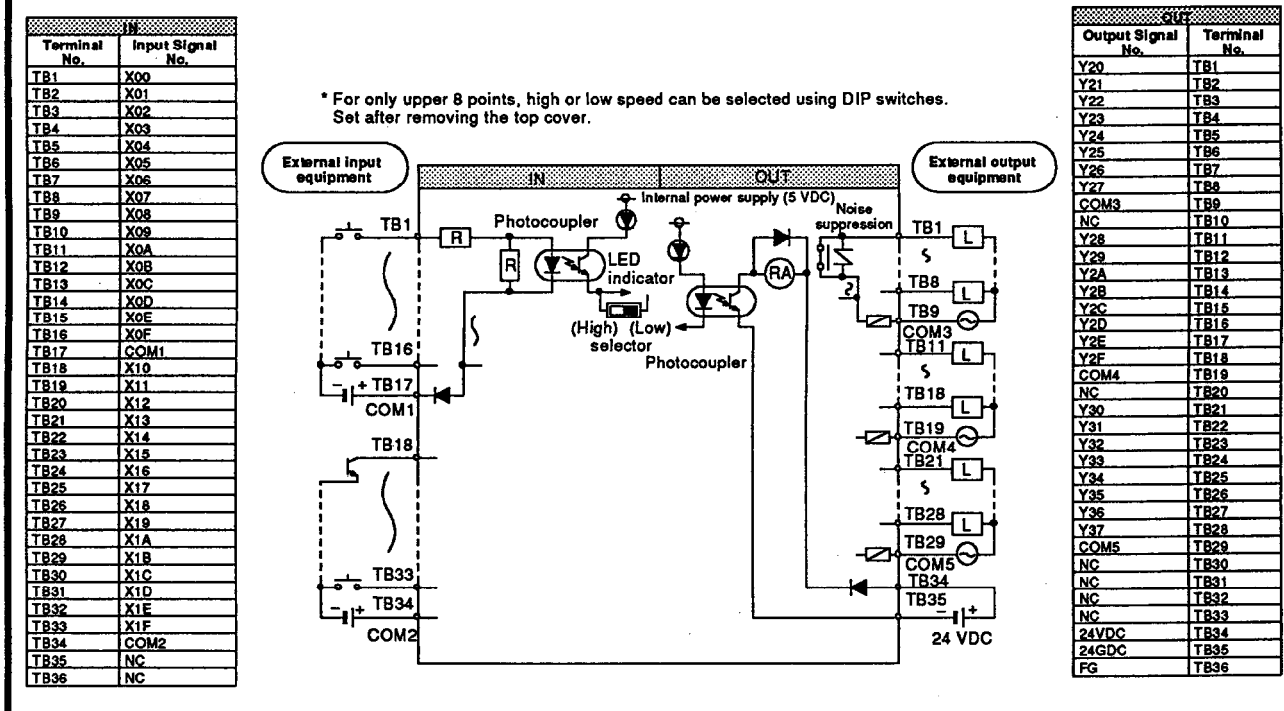 IN
Terminal No. Input Signal No.
TB1 X00
TB2 X01
TB3 X02
TB4 X03
TB5 X04
TB6 X05
TB7 X06
TB8 X07
TB9 X08
TB10 X09
TB11 X0A
TB12 X0B
TB13 X0C
TB14 X0D
TB15 X0E
TB16 X0F
TB17 COM1
TB18 X10
TB19 X11
TB20 X12
TB21 X13
TB22 X14
TB23 X15
TB24 X16
TB25 X17
TB26 X18
TB27 X19
TB28 X1A
TB29 X1B
TB30 X1C
TB31 X1D
TB32 X1E
TB33 X1F
TB34 COM2
TB35 NC
TB36 NC
* For only upper 8 points, high or low speed can be selected using DIP switches.
Set after removing the top cover.
External input
equipment
External output
equipment
IN OUT
Internal power supply (5 VDC)
Noise
suppression
TB1
Photocoupler
R
R
LED
indicator
(High) (Low)
selector
Photocoupler
RA
TB16
TB17
- +
COM1
TB18
TB33
TB34
- +
COM2
TB1
L
TB8
L
TB9
COM3
TB11
L
TB18
L
TB19
COM4
TB21
L
TB28
L
TB29
COM5
TB34
TB35
- +
24 VDC
OUT
Output Signal No. Terminal No.
Y20 TB1
Y21 TB2
Y22 TB3
Y23 TB4
Y24 TB5
Y25 TB6
Y26 TB7
Y27 TB8
COM3 TB9
NC TB10
Y28 TB11
Y29 TB12
Y2A TB13
Y2B TB14
Y2C TB15
Y2D TB16
Y2E TB17
Y2F TB18
COM4 TB19
NC TB20
Y30 TB21
Y31 TB22
Y32 TB23
Y33 TB24
Y34 TB25
Y35 TB26
Y36 TB27
Y37 TB28
COM5 TB29
NC TB30
NC TB31
NC TB32
NC TB33
24VDC TB34
24GDC TB35
FG TB36